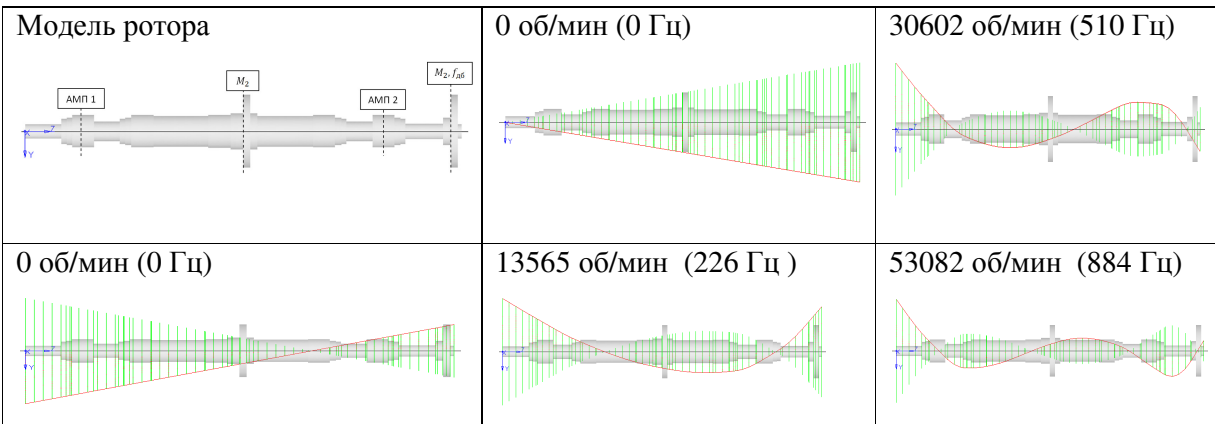 Модель ротора
0 об/мин (0 Гц)
30602 об/мин (510 Гц)
АМП 1
M₂
АМП 2
M₂, f_дб
X
Z
Y
X
Y
X
Y
0 об/мин (0 Гц)
13565 об/мин (226 Гц )
53082 об/мин (884 Гц)
X
Y
X
Y
X
Y